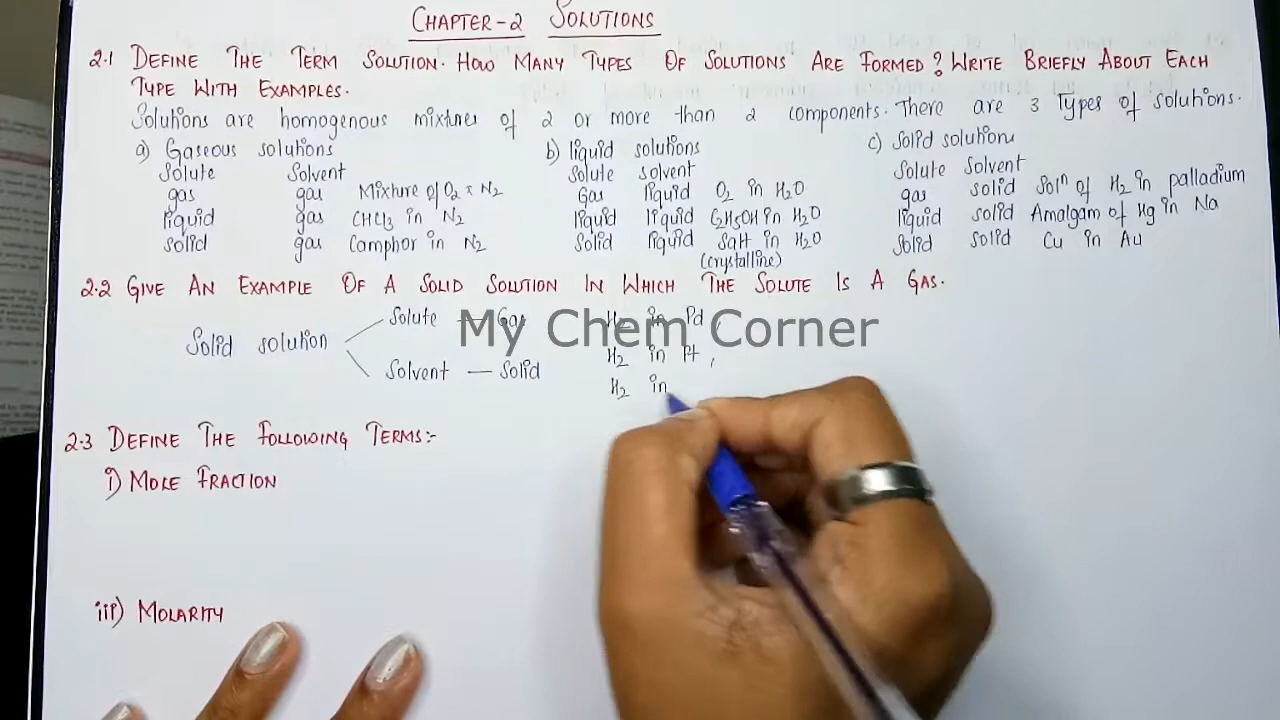 CHAPTER-2 SOLUTIONS
2.1 DEFINE THE TERM SOLUTION. HOW MANY TYPES OF SOLUTIONS ARE FORMED? WRITE BRIEFLY ABOUT EACH
TYPE WITH EXAMPLES.
Solutions are homogenous mixtures of 2 or more than 2 components. There are 3 Types of solutions.
a) Gaseous solutions
Solute Solvent
gas gas Mixture of O2 & N2
liquid gas CHCl3 in N2
solid gas Camphor in N2
b) liquid solutions
Solute solvent
Gas liquid O2 in H2O
liquid liquid C2H5OH in H2O
Solid liquid Salt in H2O
(crystalline)
c) Solid solutions
Solute Solvent
gas solid Soln of H2 in palladium
liquid solid Amalgam of Hg in Na
Solid solid Cu in Au
2.2 GIVE AN EXAMPLE OF A SOLID SOLUTION IN WHICH THE SOLUTE IS A GAS.
Solid solution
Solute — Gas
Solvent — Solid
H2 in Pd,
H2 in Pt,
H2 in
My Chem Corner
2.3 DEFINE THE FOLLOWING TERMS:-
i) MOLE FRACTION
iii) MOLARITY